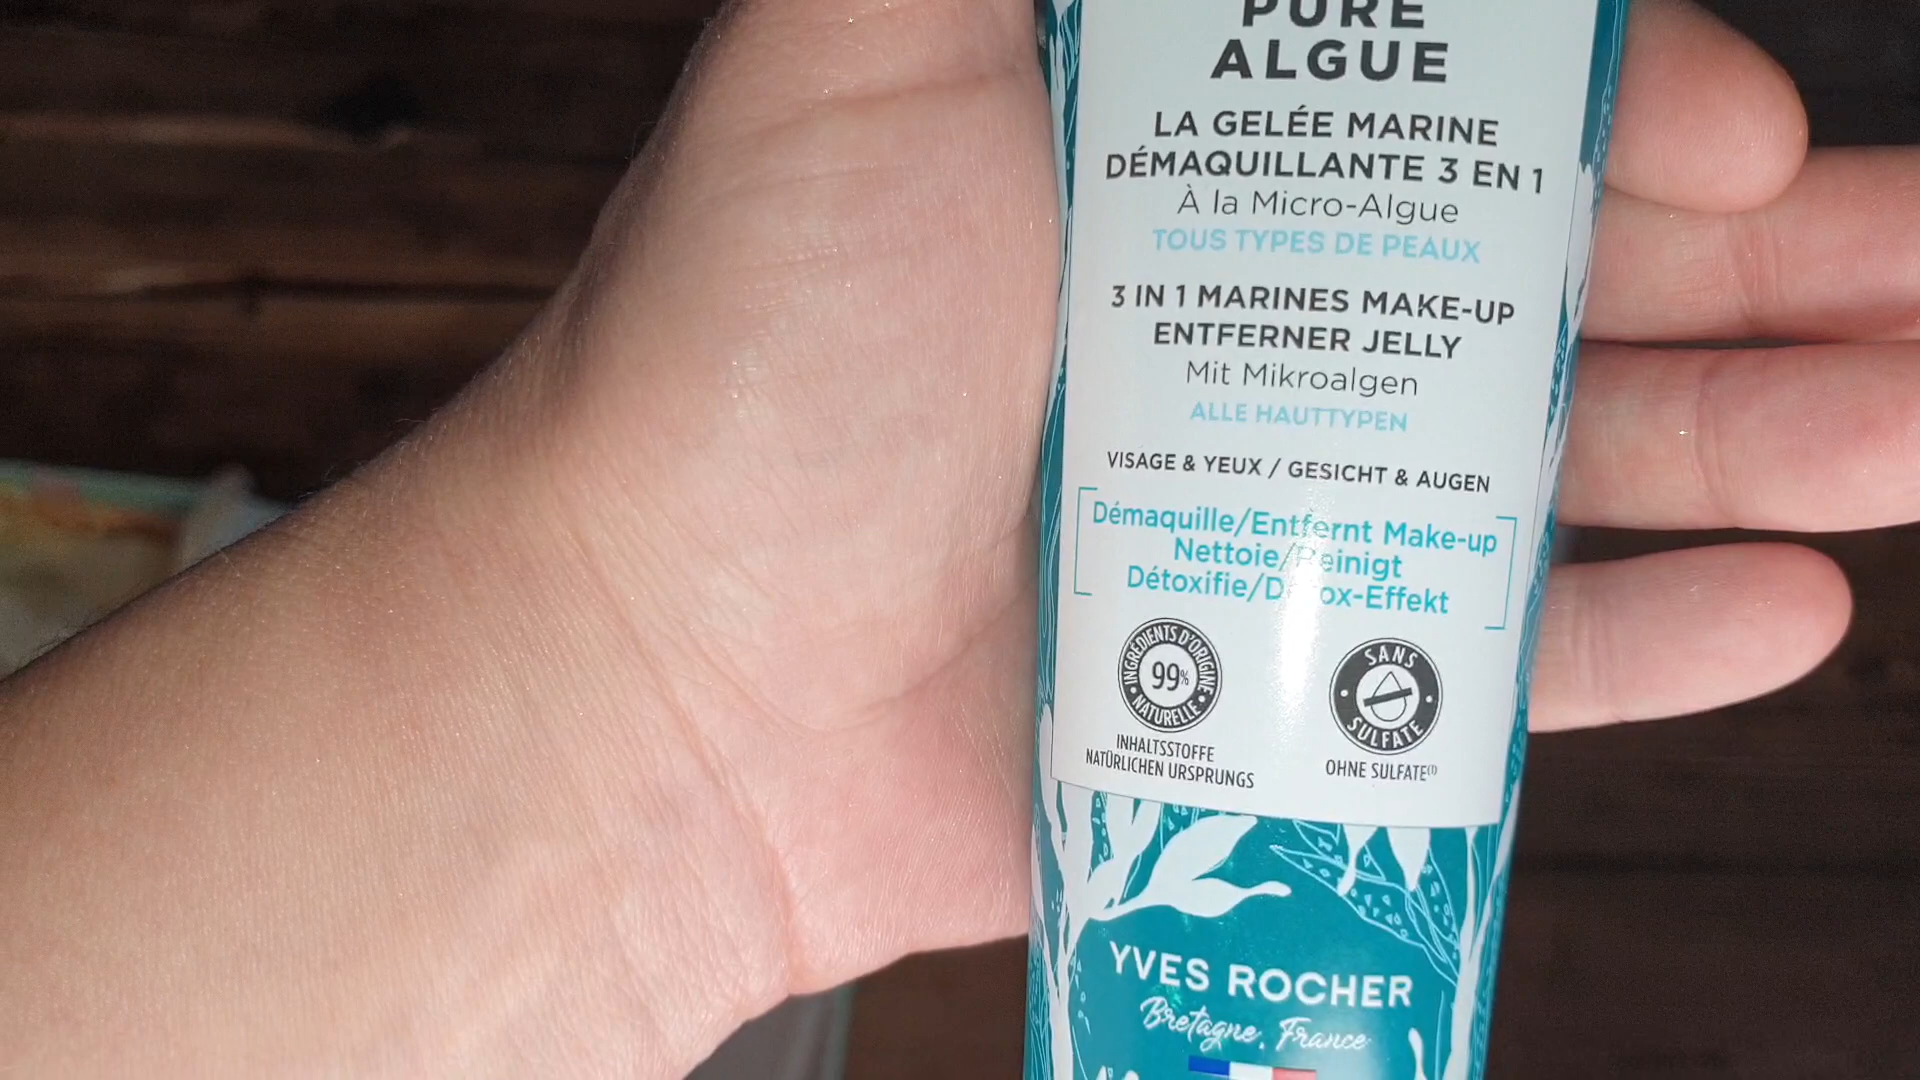 PURE
ALGUE
LA GELÉE MARINE
DÉMAQUILLANTE 3 EN 1
À la Micro-Algue
TOUS TYPES DE PEAUX
3 IN 1 MARINES MAKE-UP
ENTFERNER JELLY
Mit Mikroalgen
ALLE HAUTTYPEN
VISAGE & YEUX / GESICHT & AUGEN
Démaquille/Entfernt Make-up
Nettoie/Reinigt
Détoxifie/Detox-Effekt
INGRÉDIENTS D'ORIGINE
99%
NATURELLE
INHALTSSTOFFE
NATÜRLICHEN URSPRUNGS
SANS
SULFATE
OHNE SULFATE(1)
YVES ROCHER
Bretagne, France